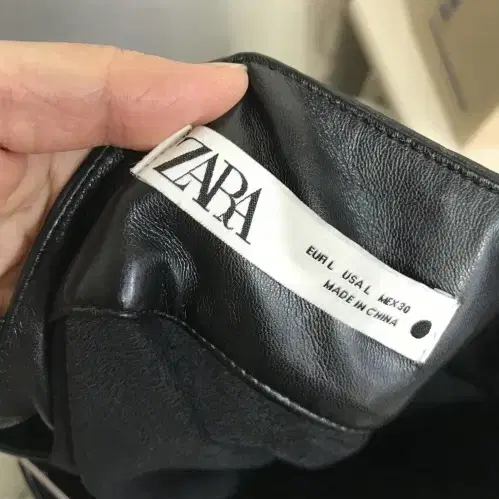 ZARA
EUR L USA L MEX 30
MADE IN CHINA